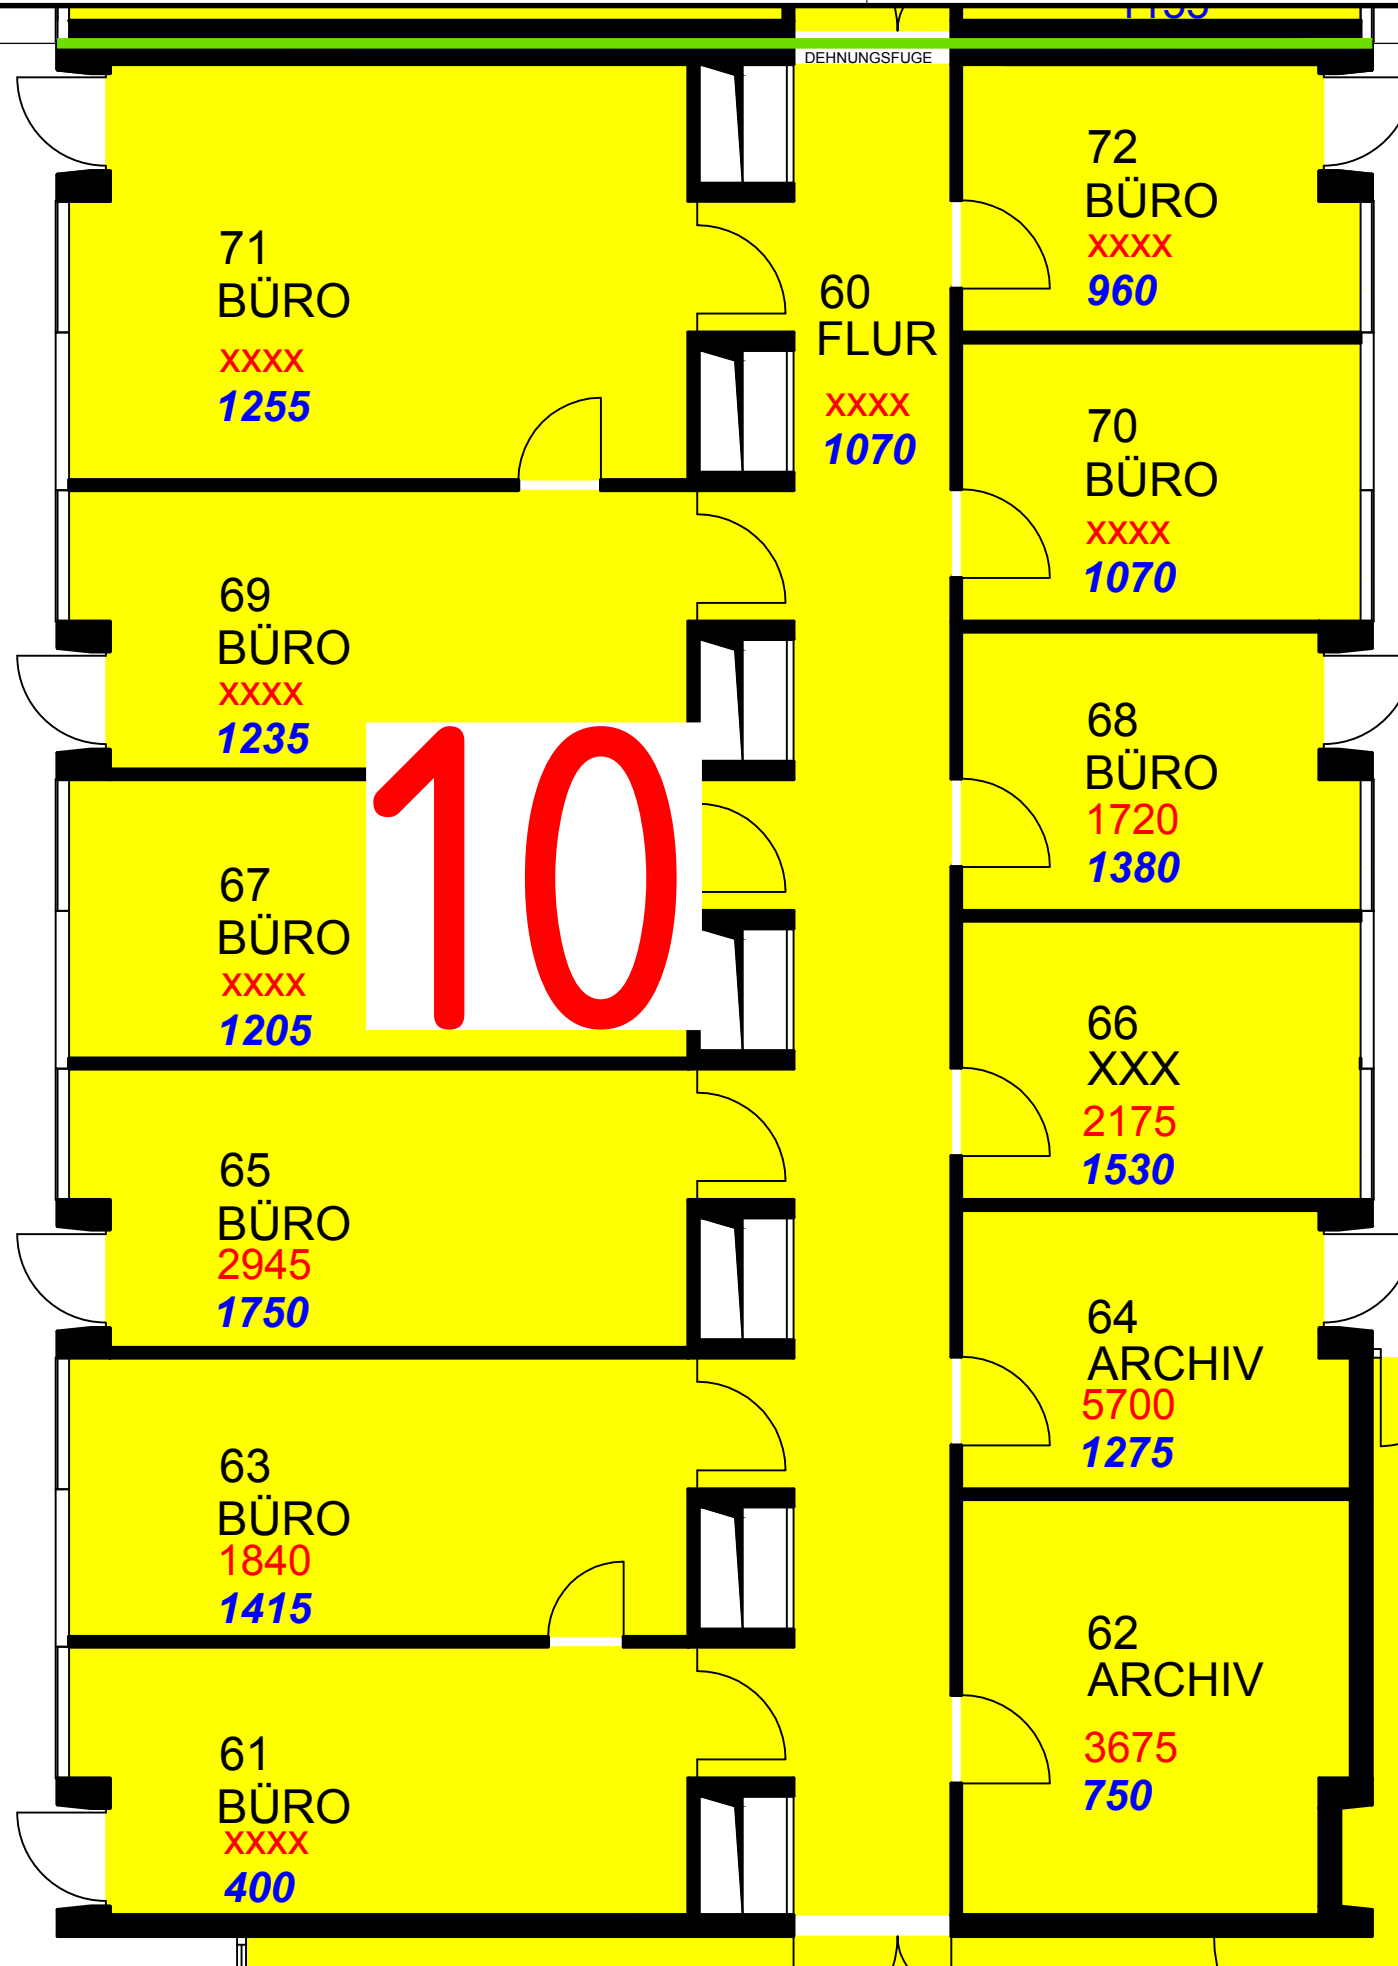 DEHNUNGSFUGE
72
BÜRO
xxxx
960
71
BÜRO
xxxx
1255
60
FLUR
xxxx
1070
70
BÜRO
xxxx
1070
69
BÜRO
xxxx
1235
10
68
BÜRO
1720
1380
67
BÜRO
xxxx
1205
66
XXX
2175
1530
65
BÜRO
2945
1750
64
ARCHIV
5700
1275
63
BÜRO
1840
1415
62
ARCHIV
3675
750
61
BÜRO
xxxx
400